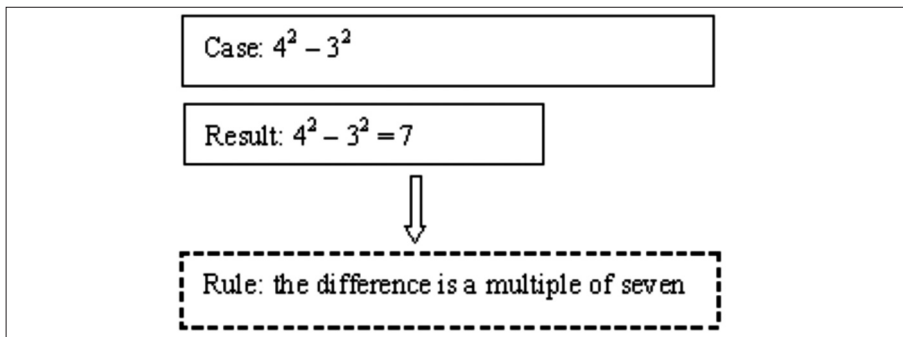 Case: 4² – 3²
Result: 4² – 3² = 7
Rule: the difference is a multiple of seven